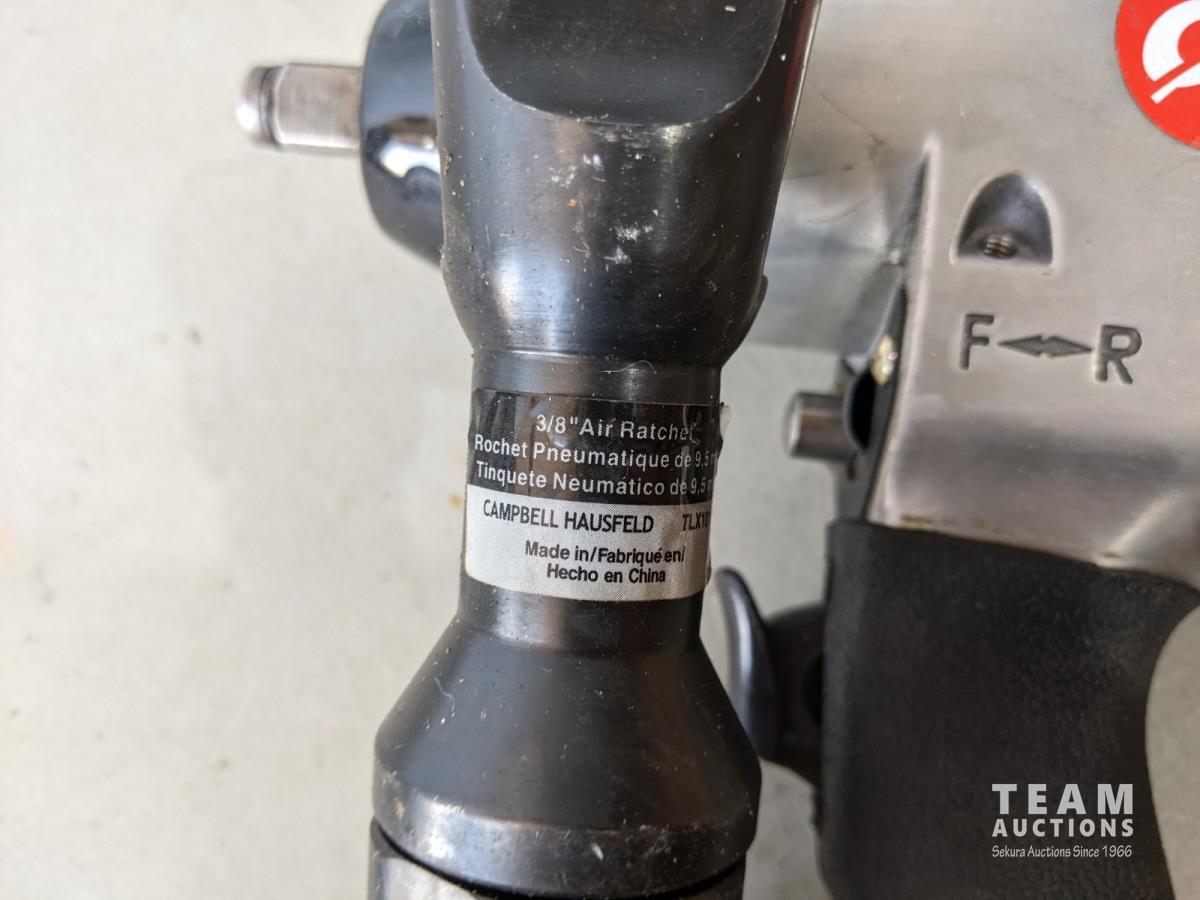 3/8" Air Ratchet
Rochet Pneumatique de 9,5
Tinquete Neumático de 9,5
CAMPBELL HAUSFELD
Made in/Fabriqué en/
Hecho en China
F R
TEAM
AUCTIONS
Sekura Auctions Since 1966